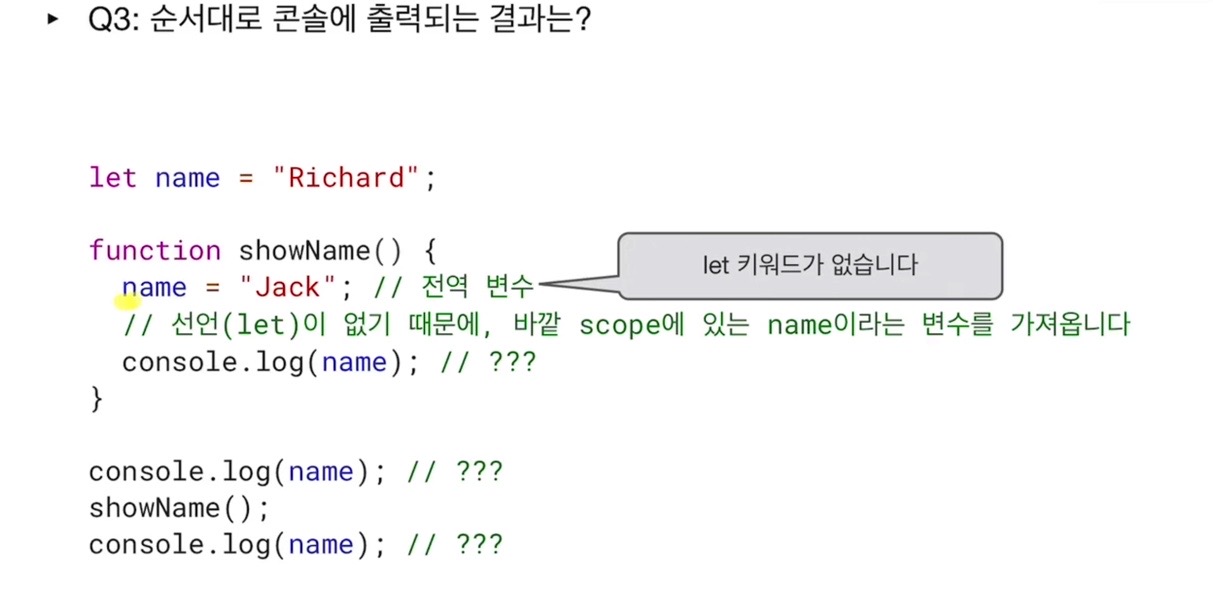 ▸ Q3: 순서대로 콘솔에 출력되는 결과는?
let name = "Richard";
function showName() {
name = "Jack"; // 전역 변수
let 키워드가 없습니다
// 선언(let)이 없기 때문에, 바깥 scope에 있는 name이라는 변수를 가져옵니다
console.log(name); // ???
}
console.log(name); // ???
showName();
console.log(name); // ???